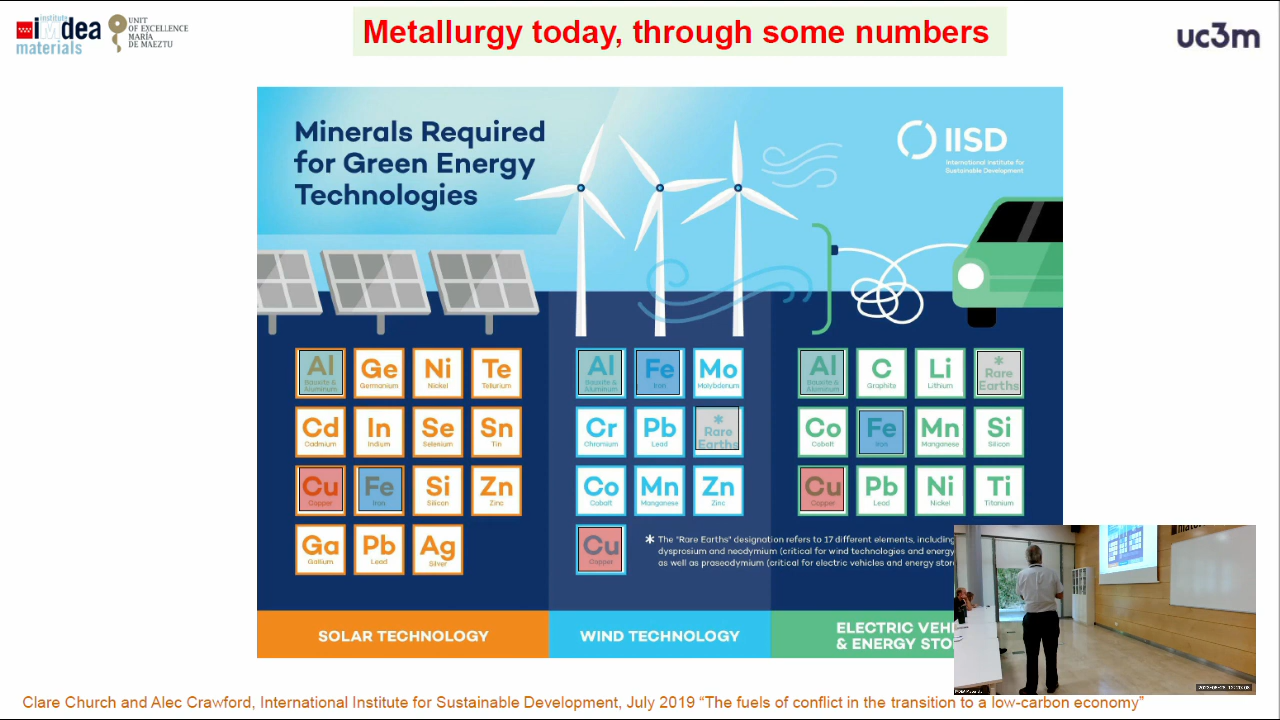 institute
imdea
materials
UNIT
OF EXCELLENCE
MARÍA
DE MAEZTU
Metallurgy today, through some numbers
uc3m
Minerals Required
for Green Energy
Technologies
IISD
International Institute for
Sustainable Development
Al
Bauxite &
Aluminum
Ge
Germanium
Ni
Nickel
Te
Tellurium
Cd
Cadmium
In
Indium
Se
Selenium
Sn
Tin
Cu
Copper
Fe
Iron
Si
Silicon
Zn
Zinc
Ga
Gallium
Pb
Lead
Ag
Silver
SOLAR TECHNOLOGY
Al
Bauxite &
Aluminum
Fe
Iron
Mo
Molybdenum
Cr
Chromium
Pb
Lead
*
Rare
Earths
Co
Cobalt
Mn
Manganese
Zn
Zinc
Cu
Copper
WIND TECHNOLOGY
Al
Bauxite &
Aluminum
C
Graphite
Li
Lithium
*
Rare
Earths
Co
Cobalt
Fe
Iron
Mn
Manganese
Si
Silicon
Cu
Copper
Pb
Lead
Ni
Nickel
Ti
Titanium
* The "Rare Earths" designation refers to 17 different elements, including
dysprosium and neodymium (critical for wind technologies and energy
as well as praseodymium (critical for electric vehicles and energy stor
ELECTRIC VEHI
& ENERGY STO
Clare Church and Alec Crawford, International Institute for Sustainable Development, July 2019 “The fuels of conflict in the transition to a low-carbon economy”